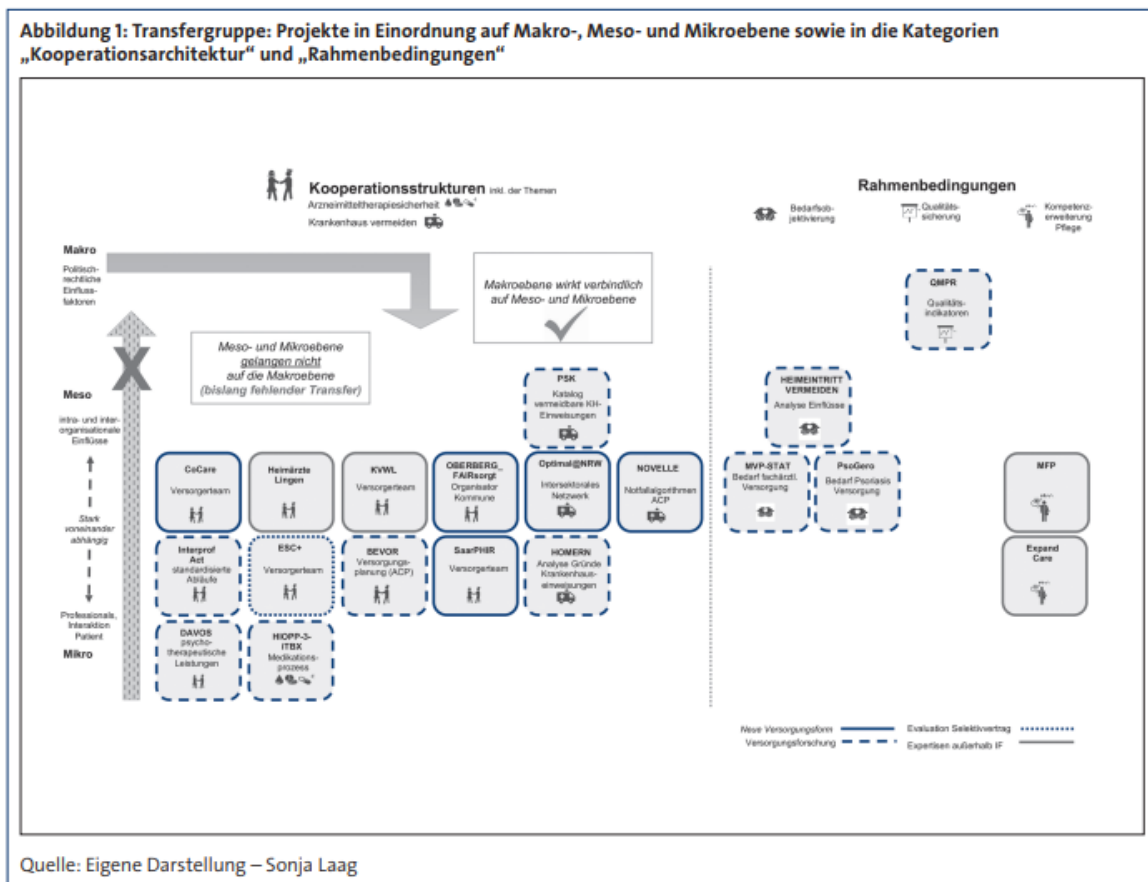 Abbildung 1: Transfergruppe: Projekte in Einordnung auf Makro-, Meso- und Mikroebene sowie in die Kategorien
„Kooperationsarchitektur“ und „Rahmenbedingungen“
Kooperationsstrukturen inkl. der Themen
Arzneimitteltherapiesicherheit
Krankenhaus vermeiden
Rahmenbedingungen
Bedarfsob-
jektivierung
Qualitäts-
sicherung
Kompetenz-
erweiterung
Pflege
Makro
Politisch-
rechtliche
Einfluss-
faktoren
Makroebene wirkt verbindlich
auf Meso- und Mikroebene
Meso- und Mikroebene
gelangen nicht
auf die Makroebene
(bislang fehlender Transfer)
X
Meso
intra- und inter-
organisationale
Einflüsse
Stark
voneinander
abhängig
Professionals,
Interaktion
Patient
Mikro
QMPR
Qualitäts-
indikatoren
PSK
Katalog
vermeidbare KH-
Einweisungen
HEIMEINTRITT
VERMEIDEN
Analyse Einflüsse
CoCare
Versorgerteam
Heimärzte
Lingen
KVWL
Versorgerteam
OBERBERG_
FAIRsorgt
Organisator
Kommune
Optimal@NRW
Intersektorales
Netzwerk
NOVELLE
Notfallalgorithmen
ACP
MVP-STAT
Bedarf fachärztl.
Versorgung
PsoGero
Bedarf Psoriasis
Versorgung
MFP
Interprof
Act
standardisierte
Abläufe
ESC+
Versorgerteam
BEVOR
Versorgungs-
planung (ACP)
SaarPHIR
Versorgerteam
HOMERN
Analyse Gründe
Krankenhaus-
einweisungen
Expand
Care
DAVOS
psycho-
therapeutische
Leistungen
HIOPP-3-
iTBX
Medikations-
prozess
Neue Versorgungsform
Evaluation Selektivvertrag
Versorgungsforschung
Expertisen außerhalb IF
Quelle: Eigene Darstellung – Sonja Laag